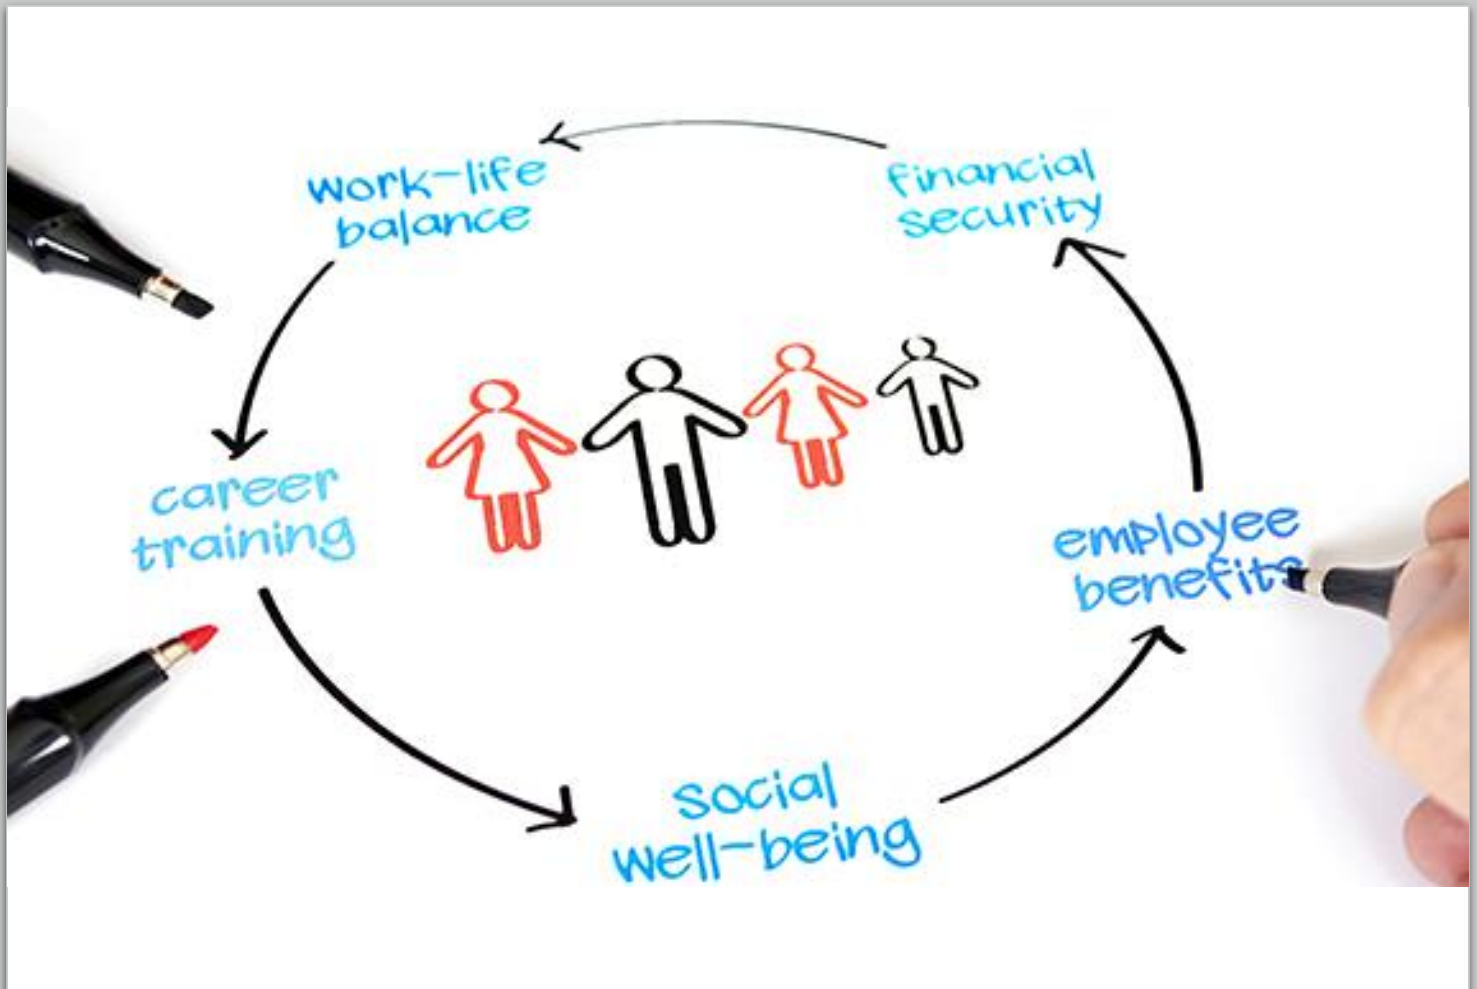 work-life
balance
financial
security
career
training
employee
benefits
social
well-being